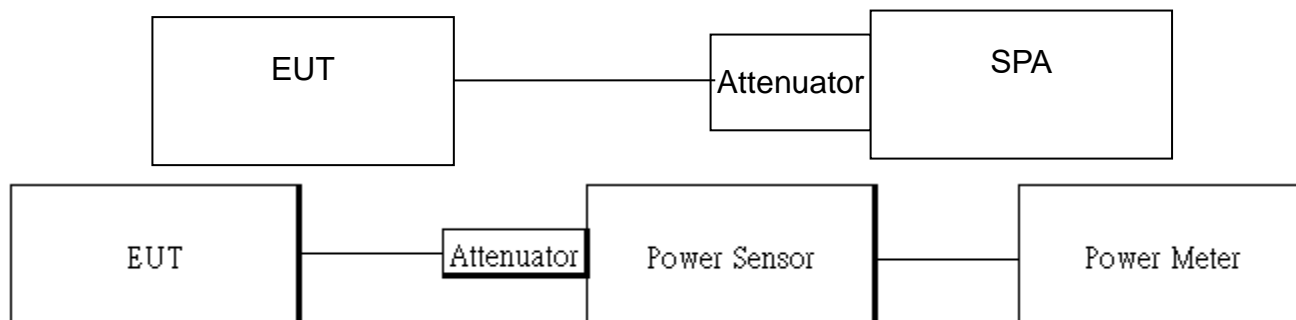 EUT
Attenuator
SPA
EUT
Attenuator
Power Sensor
Power Meter